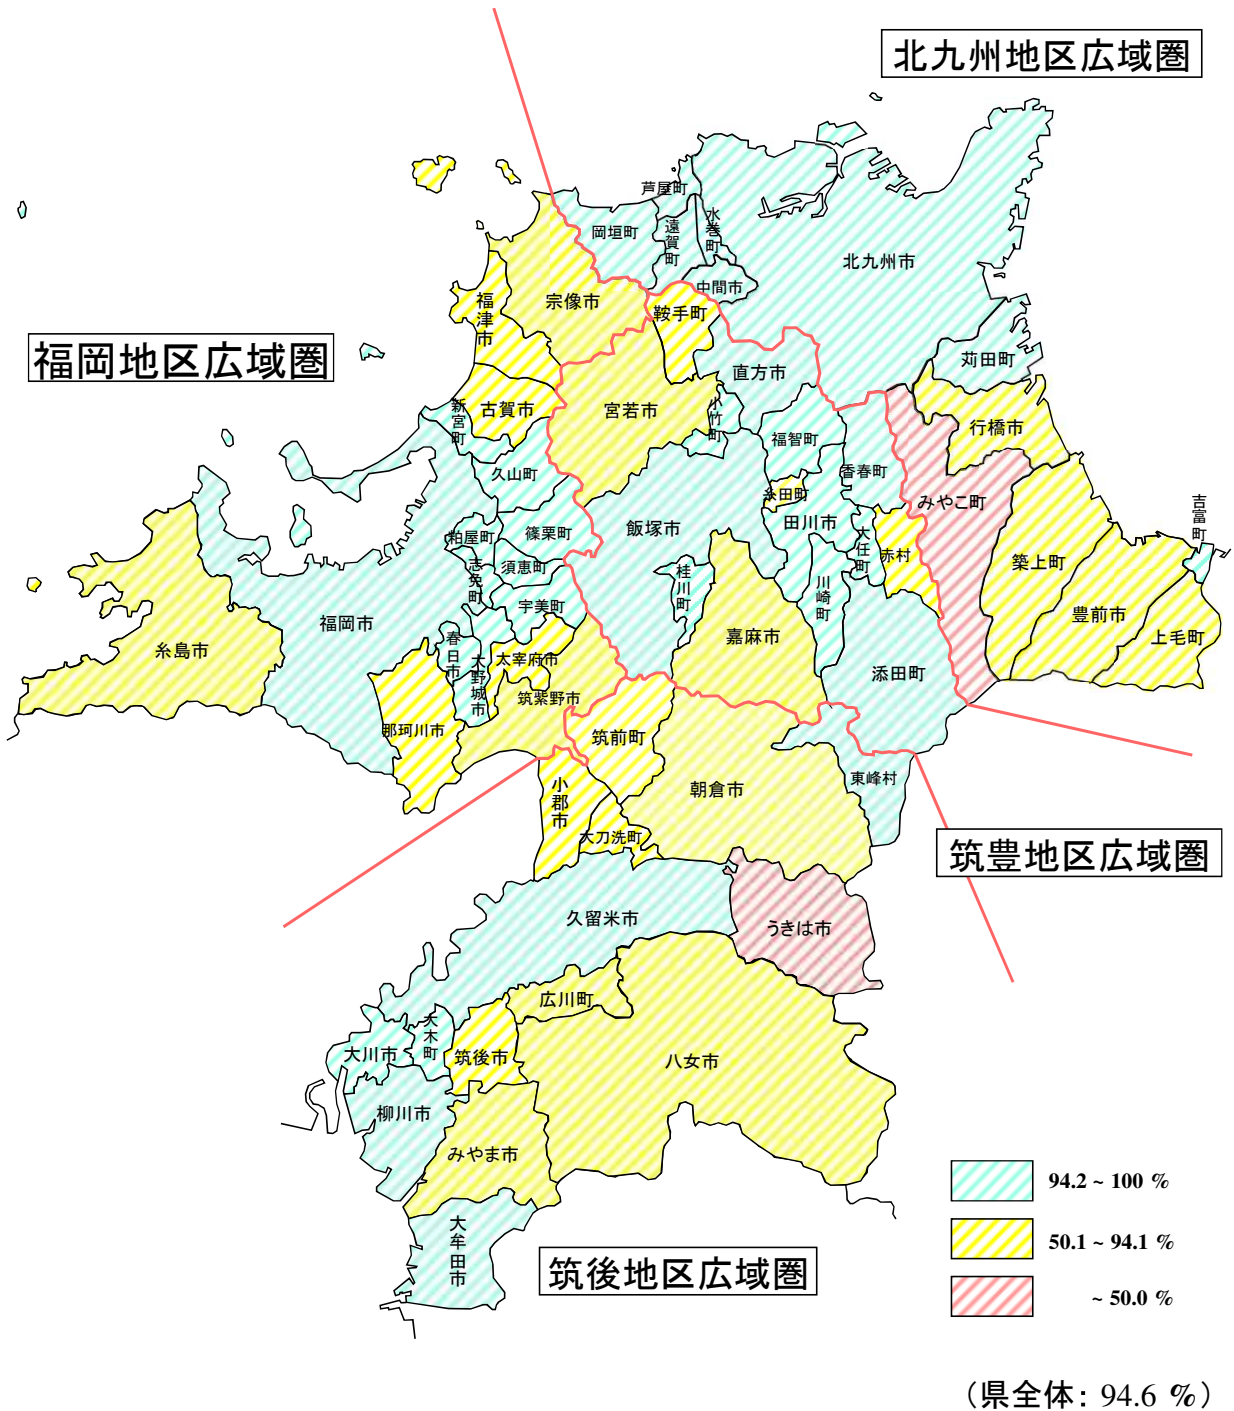 北九州地区広域圏
芦屋町
水巻町
岡垣町
遠賀町
北九州市
中間市
宗像市
鞍手町
福津市
福岡地区広域圏
苅田町
直方市
新宮町
古賀市
宮若市
小竹町
行橋市
福智町
久山町
香春町
糸田町
みやこ町
吉富町
篠栗町
飯塚市
田川市
大任町
粕屋町
赤村
築上町
志免町
須恵町
桂川町
川崎町
宇美町
豊前市
福岡市
嘉麻市
上毛町
糸島市
春日市
大野城市
太宰府市
添田町
筑紫野市
那珂川市
筑前町
東峰村
朝倉市
小郡市
大刀洗町
筑豊地区広域圏
久留米市
うきは市
広川町
大木町
大川市
筑後市
八女市
柳川市
みやま市
94.2 ~ 100 %
50.1 ~ 94.1 %
~ 50.0 %
大牟田市
筑後地区広域圏
（県全体： 94.6 %）